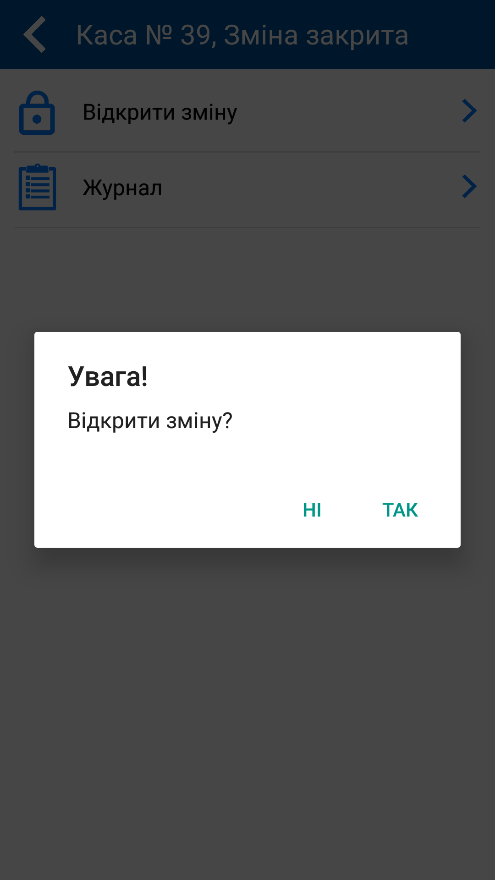 Каса № 39, Зміна закрита
Відкрити зміну
Журнал
Увага!
Відкрити зміну?
НІ
ТАК